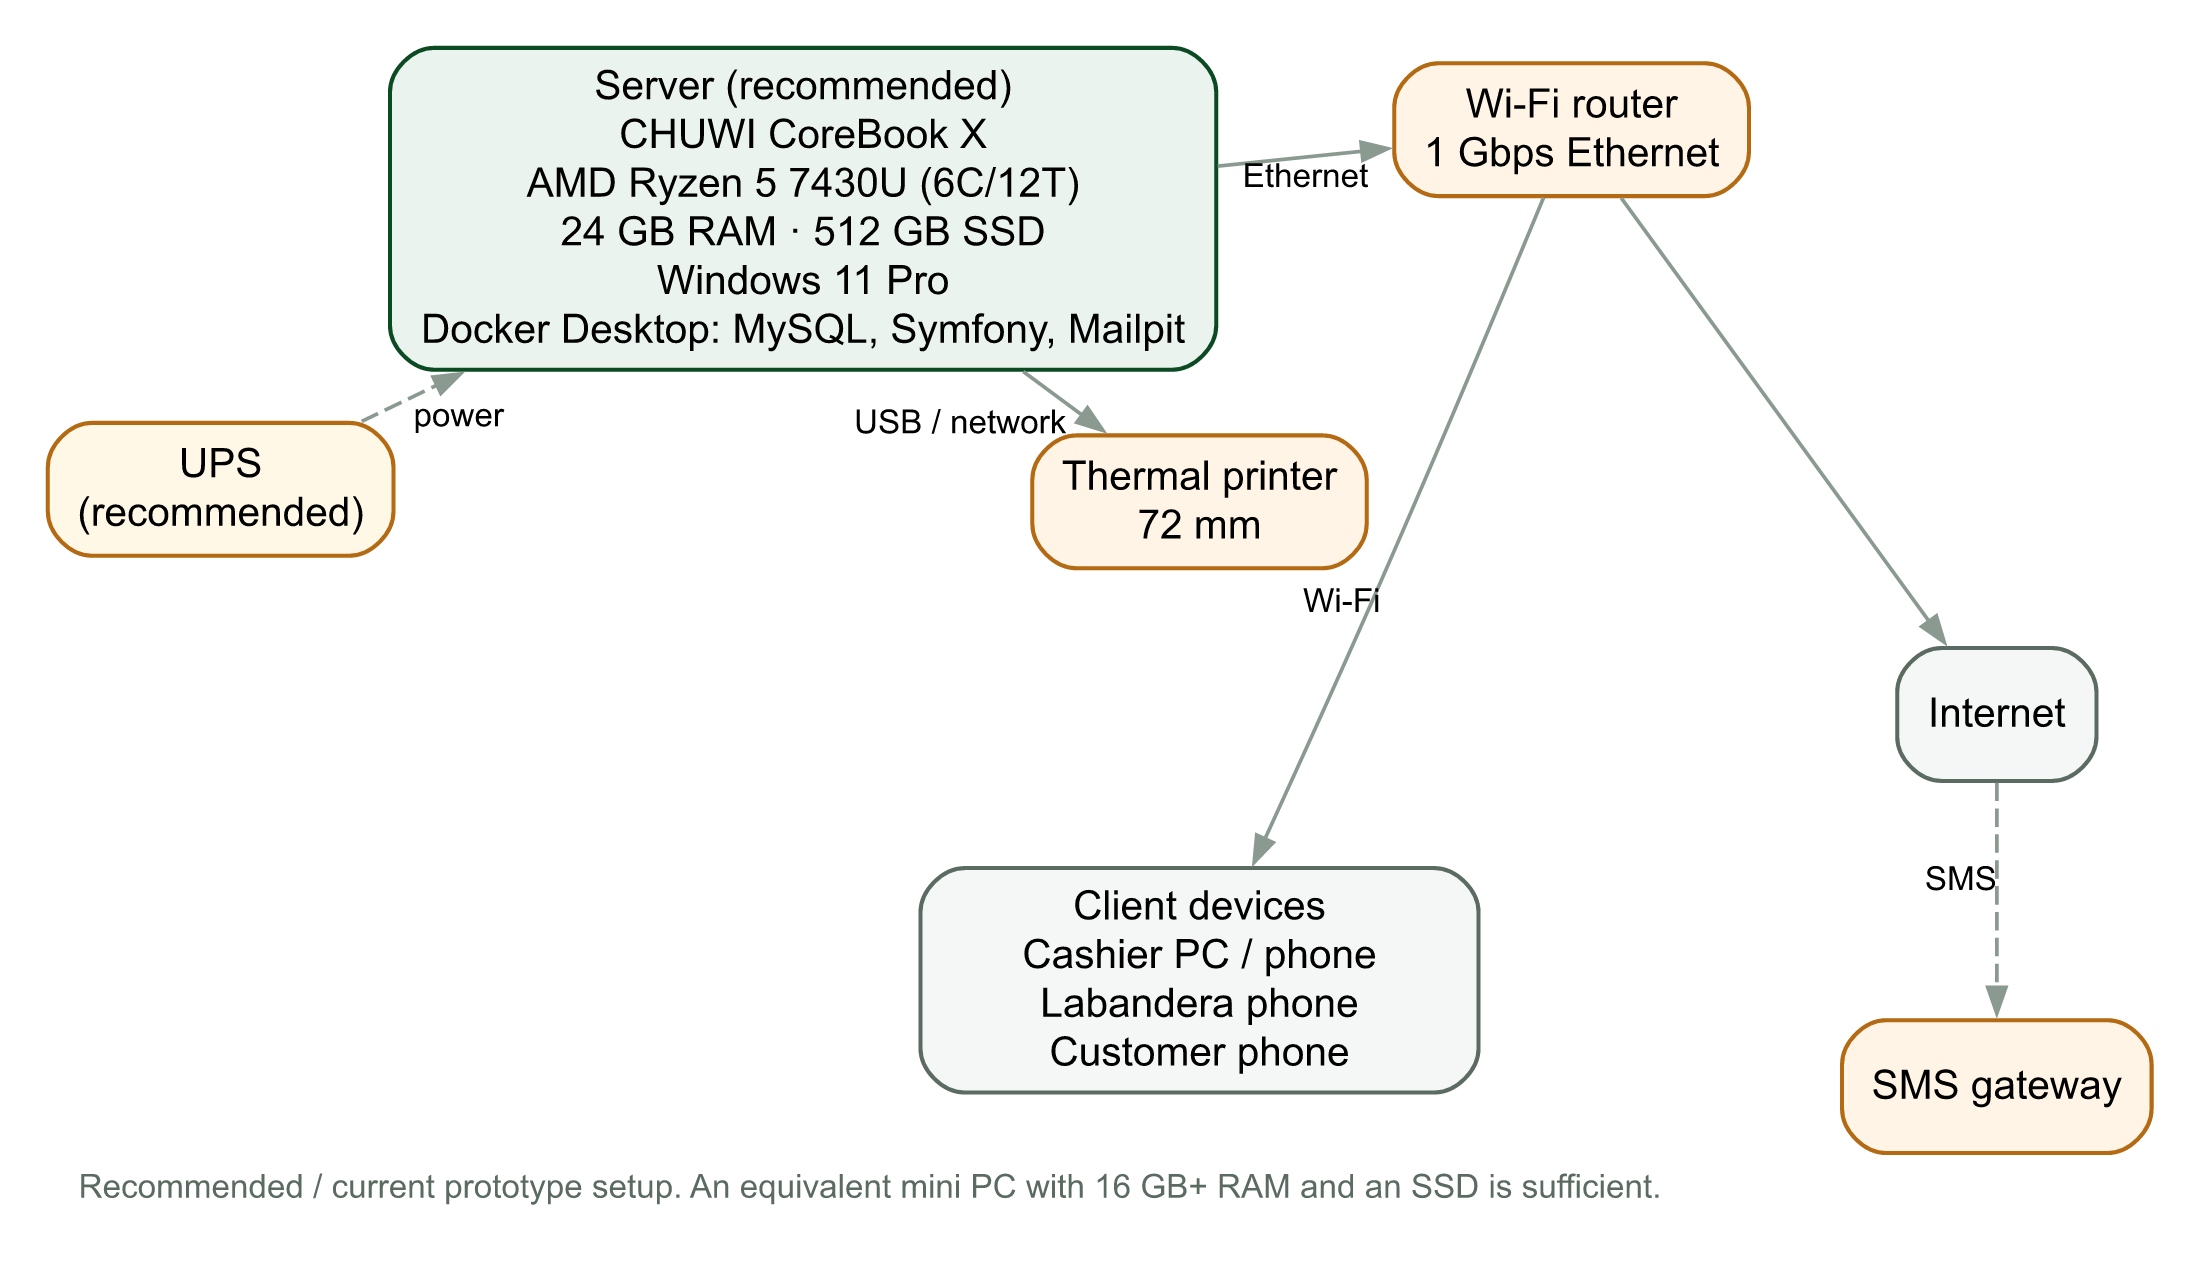 Server (recommended)
CHUWI CoreBook X
AMD Ryzen 5 7430U (6C/12T)
24 GB RAM · 512 GB SSD
Windows 11 Pro
Docker Desktop: MySQL, Symfony, Mailpit
Ethernet
Wi-Fi router
1 Gbps Ethernet
power
UPS
(recommended)
USB / network
Thermal printer
72 mm
Wi-Fi
Internet
Client devices
Cashier PC / phone
Labandera phone
Customer phone
SMS
SMS gateway
Recommended / current prototype setup. An equivalent mini PC with 16 GB+ RAM and an SSD is sufficient.